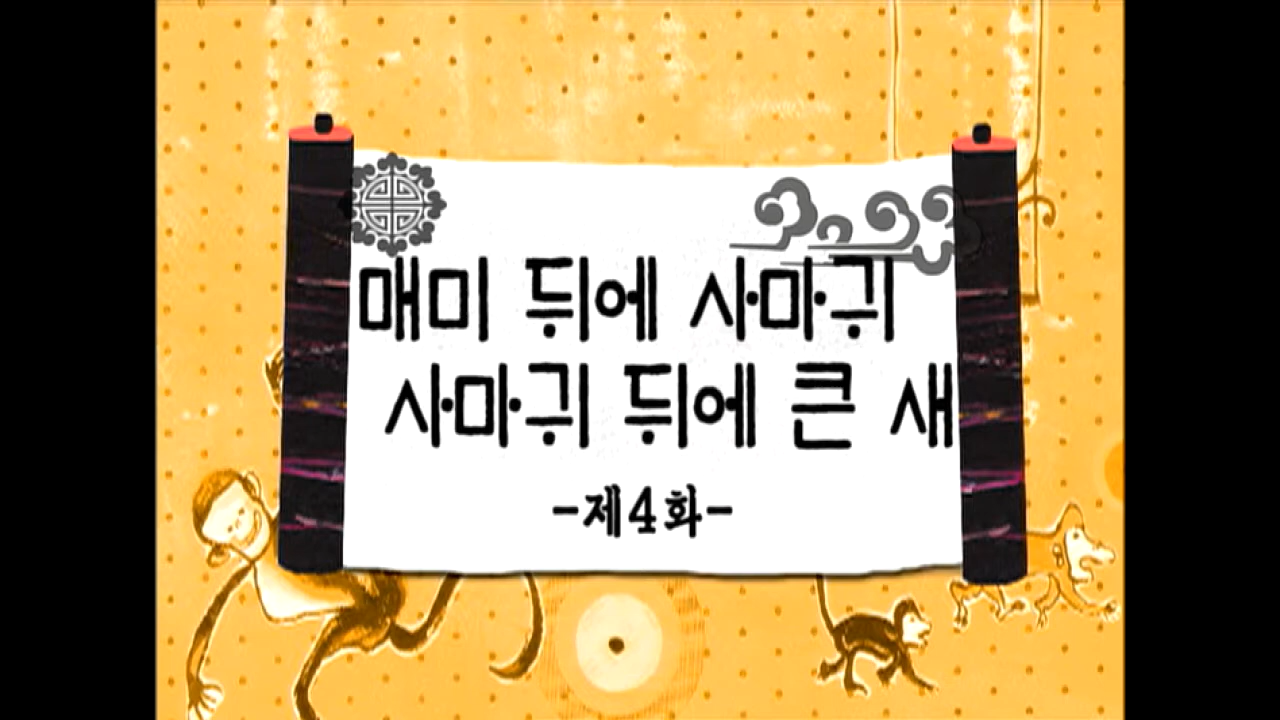 매미 뒤에 사마귀
사마귀 뒤에 큰 새
-제4화-